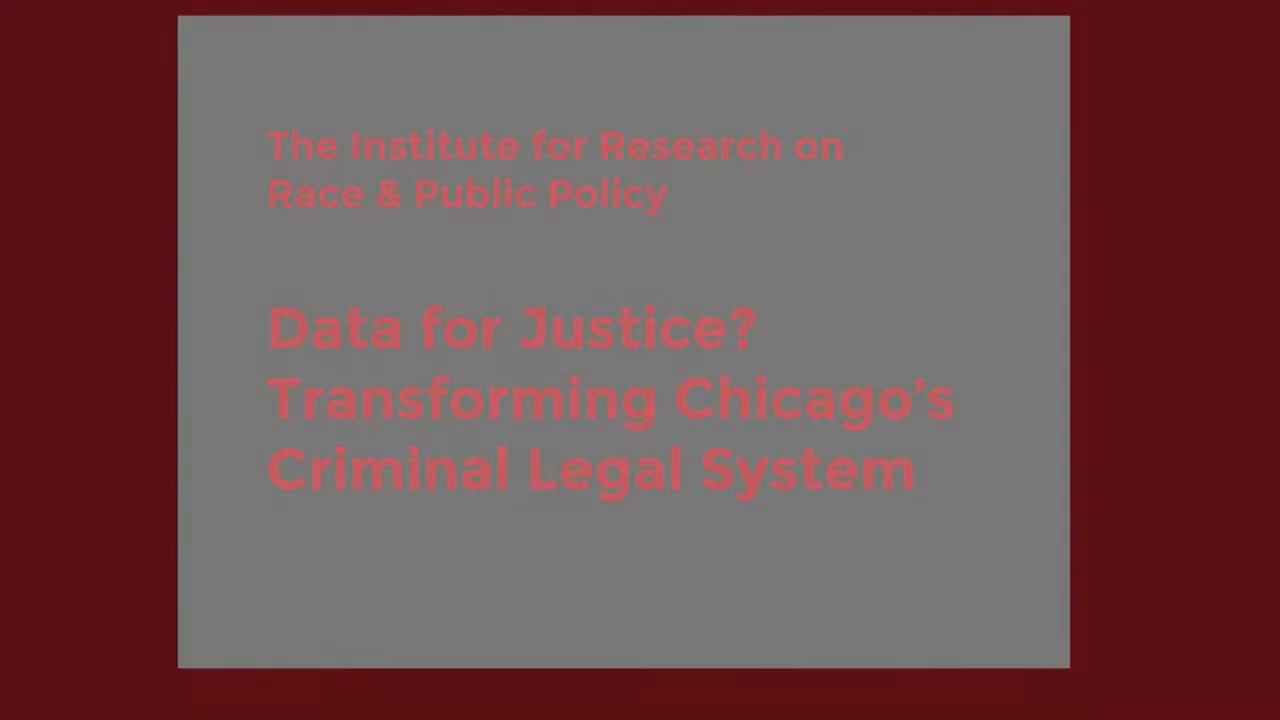 The Institute for Research on
Race & Public Policy
Data for Justice?
Transforming Chicago’s
Criminal Legal System